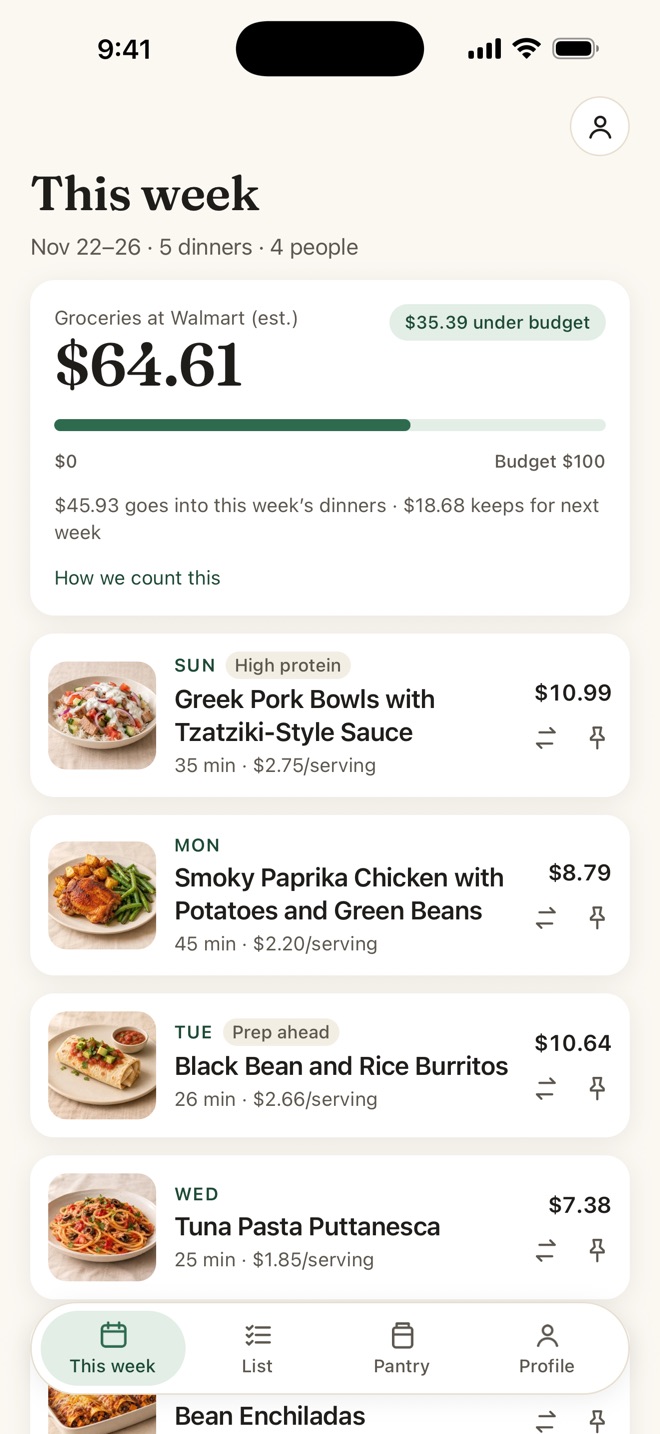 9:41
This week
Nov 22–26 · 5 dinners · 4 people
Groceries at Walmart (est.)
$35.39 under budget
$64.61
$0
Budget $100
$45.93 goes into this week’s dinners · $18.68 keeps for next
week
How we count this
SUN
High protein
Greek Pork Bowls with
Tzatziki-Style Sauce
35 min · $2.75/serving
$10.99
MON
Smoky Paprika Chicken with
Potatoes and Green Beans
45 min · $2.20/serving
$8.79
TUE
Prep ahead
Black Bean and Rice Burritos
26 min · $2.66/serving
$10.64
WED
Tuna Pasta Puttanesca
25 min · $1.85/serving
$7.38
This week
List
Pantry
Profile
Bean Enchiladas